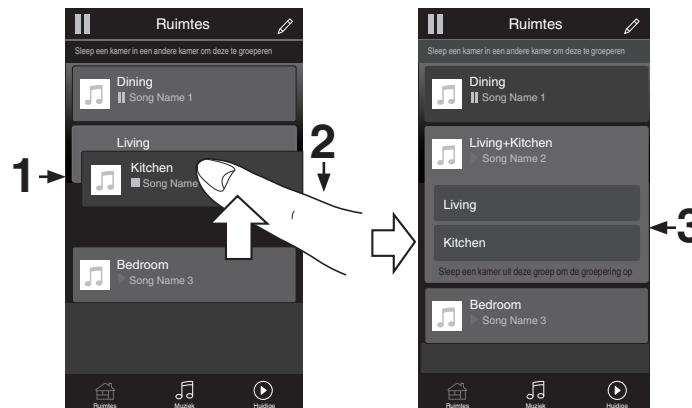 Ruimtes
Sleep een kamer in een andere kamer om deze te groeperen
Dining
Song Name 1
Living
Kitchen
Song Name
Bedroom
Song Name 3
Ruimtes
Muziek
Huidige
1
2
Ruimtes
Sleep een kamer in een andere kamer om deze te groeperen
Dining
Song Name 1
Living+Kitchen
Song Name 2
Living
Kitchen
Sleep een kamer uit deze groep om de groepering op
Bedroom
Song Name 3
Ruimtes
Muziek
Huidige
3